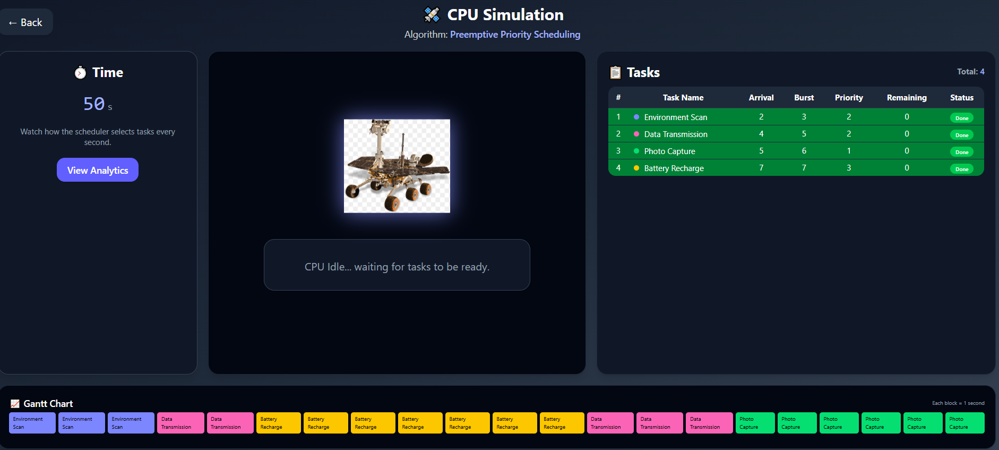 ← Back
CPU Simulation
Algorithm: Preemptive Priority Scheduling
Time
50 s
Watch how the scheduler selects tasks every
second.
View Analytics
CPU Idle... waiting for tasks to be ready.
Tasks
Total: 4
# Task Name Arrival Burst Priority Remaining Status
1 Environment Scan 2 3 2 0 Done
2 Data Transmission 4 5 2 0 Done
3 Photo Capture 5 6 1 0 Done
4 Battery Recharge 7 7 3 0 Done
Gantt Chart
Each block = 1 second
Environment Environment Environment Data Data Battery Battery Battery Battery Battery Battery Battery Data Data Data Photo Photo Photo Photo Photo Photo
Scan Scan Scan Transmission Transmission Recharge Recharge Recharge Recharge Recharge Recharge Recharge Transmission Transmission Transmission Capture Capture Capture Capture Capture Capture